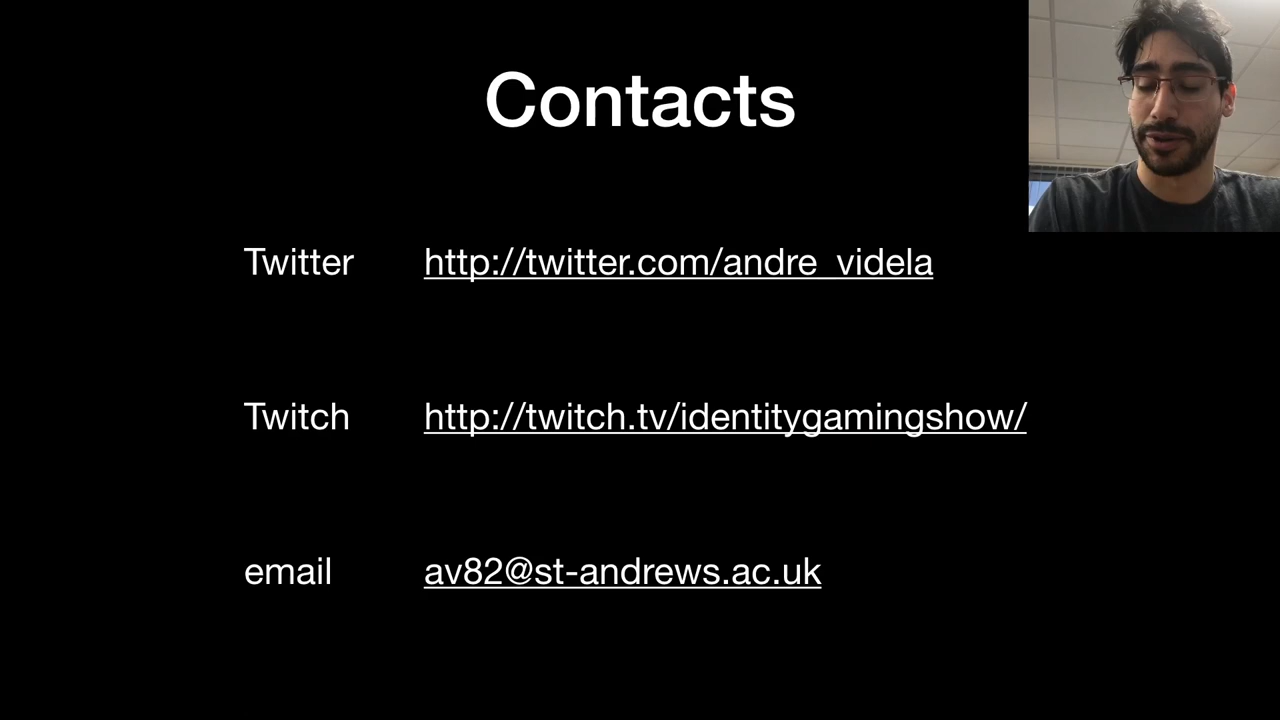 Contacts
Twitter http://twitter.com/andre_videla
Twitch http://twitch.tv/identitygamingshow/
email av82@st-andrews.ac.uk